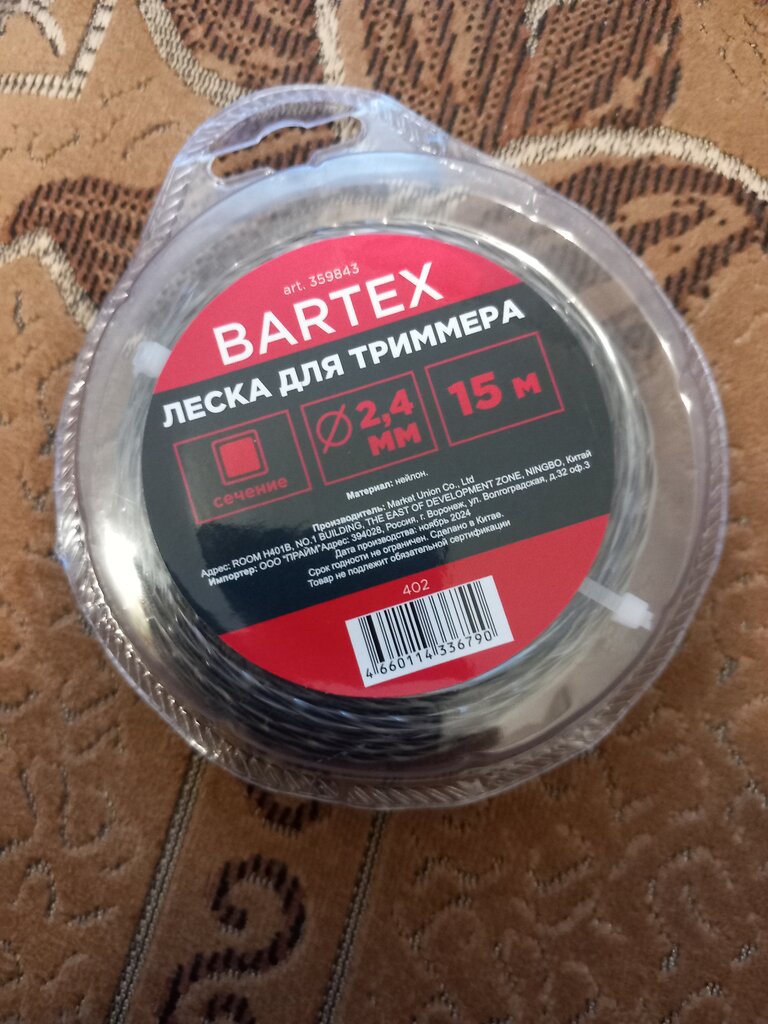 art. 359843
BARTEX
ЛЕСКА ДЛЯ ТРИММЕРА
сечение
2,4 мм
15 м
Материал: нейлон.
Производитель: Market Union Co., Ltd
Адрес: ROOM H401B, NO.1 BUILDING, THE EAST OF DEVELOPMENT ZONE, NINGBO, Китай
Импортер: ООО "ПРАЙМ"Адрес: 394028, Россия, г. Воронеж, ул. Волгоградская, д.32 оф.3
Дата производства: ноябрь 2024
Срок годности не ограничен. Сделано в Китае.
Товар не подлежит обязательной сертификации
402
4 660114 336790